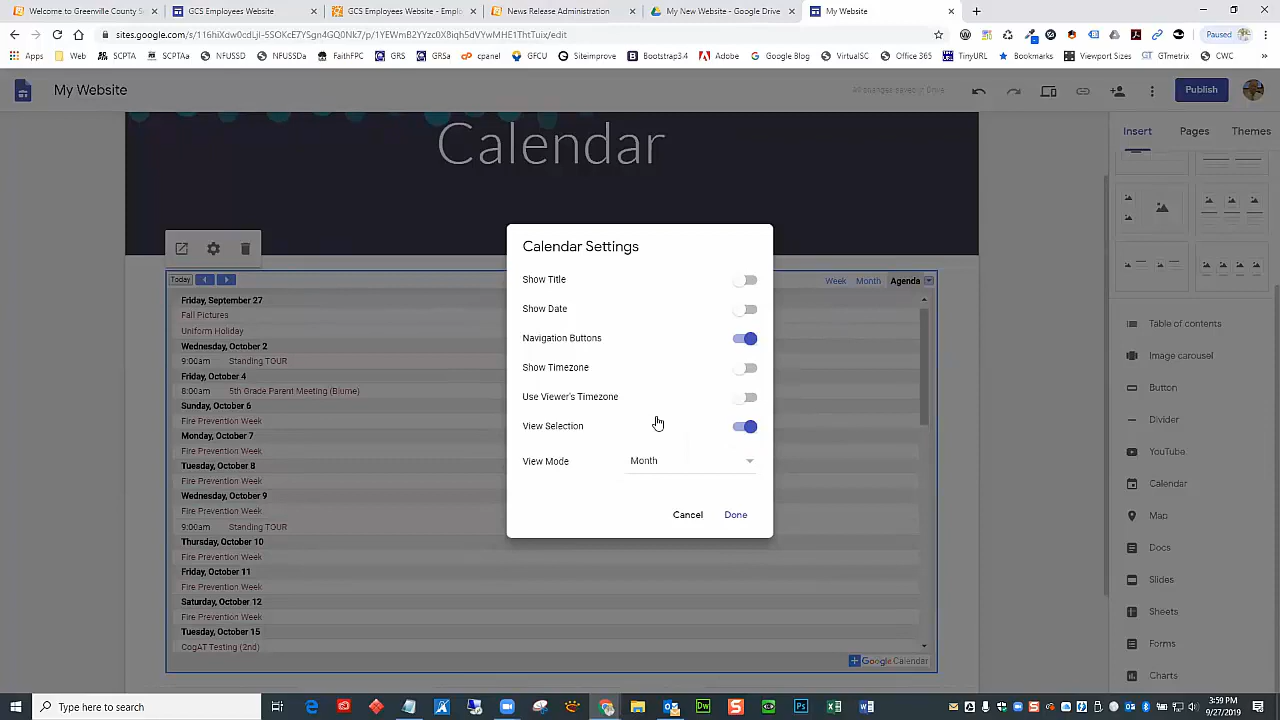 Welcome to Greenville County S
GCS Employees Website
GCS Employees Website - Emplo
News Release Administration
My New Website - Google Drive
My Website
sites.google.com/s/
/edit
Paused
Apps
SCPTA
SCPTAa
NFUSSD
NFUSSDa
FaithFPC
GRS
GRSa
cpanel
GFCU
Siteimprove
Bootstrap3.4
Adobe
Google Blog
VirtualSC
Office 365
TinyURL
Bookmarks
Viewport Sizes
GTmetrix
CWC
My Website
All changes saved in Drive
Publish
Calendar
Insert
Pages
Themes
Calendar Settings
Show Title
Show Date
Navigation Buttons
Show Timezone
Use Viewer's Timezone
View Selection
View Mode
Month
Cancel
Done
Today
Week
Month
Agenda
Friday, September 27
Fall Pictures
Uniform Holiday
Wednesday, October 2
9:00am Standing TOUR
Friday, October 4
8:00am 5th Grade Parent Meeting (Blume)
Sunday, October 6
Fire Prevention Week
Monday, October 7
Fire Prevention Week
Tuesday, October 8
Fire Prevention Week
Wednesday, October 9
Fire Prevention Week
9:00am Standing TOUR
Thursday, October 10
Fire Prevention Week
Friday, October 11
Fire Prevention Week
Saturday, October 12
Fire Prevention Week
Tuesday, October 15
CogAT Testing (2nd)
Google Calendar
Table of contents
Image carousel
Button
Divider
YouTube
Calendar
Map
Docs
Slides
Sheets
Forms
Charts
Type here to search
3:59 PM
9/27/2019